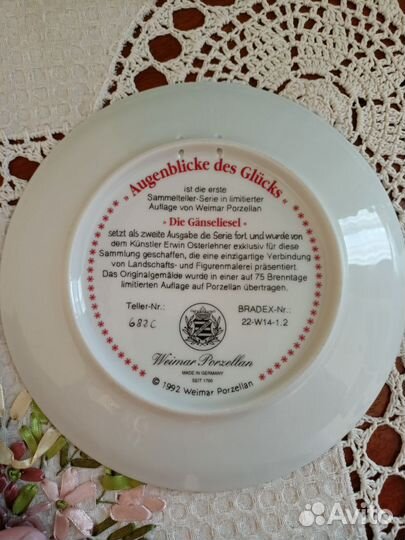 „Augenblicke des Glücks“
ist die erste
Sammelteller-Serie in limitierter
Auflage von Weimar Porzellan
„Die Gänseliesel“
setzt als zweite Ausgabe die Serie fort und wurde von
dem Künstler Erwin Osterlehner exklusiv für diese
Sammlung geschaffen, die eine einzigartige Verbindung
von Landschafts- und Figurenmalerei präsentiert.
Das Originalgemälde wurde in einer auf 75 Brenntage
limitierten Auflage auf Porzellan übertragen.
Teller-Nr.:
682C
BRADEX-Nr.:
22-W14-1.2
Weimar Porzellan
MADE IN GERMANY
SEIT 1790
© 1992 Weimar Porzellan
Avito